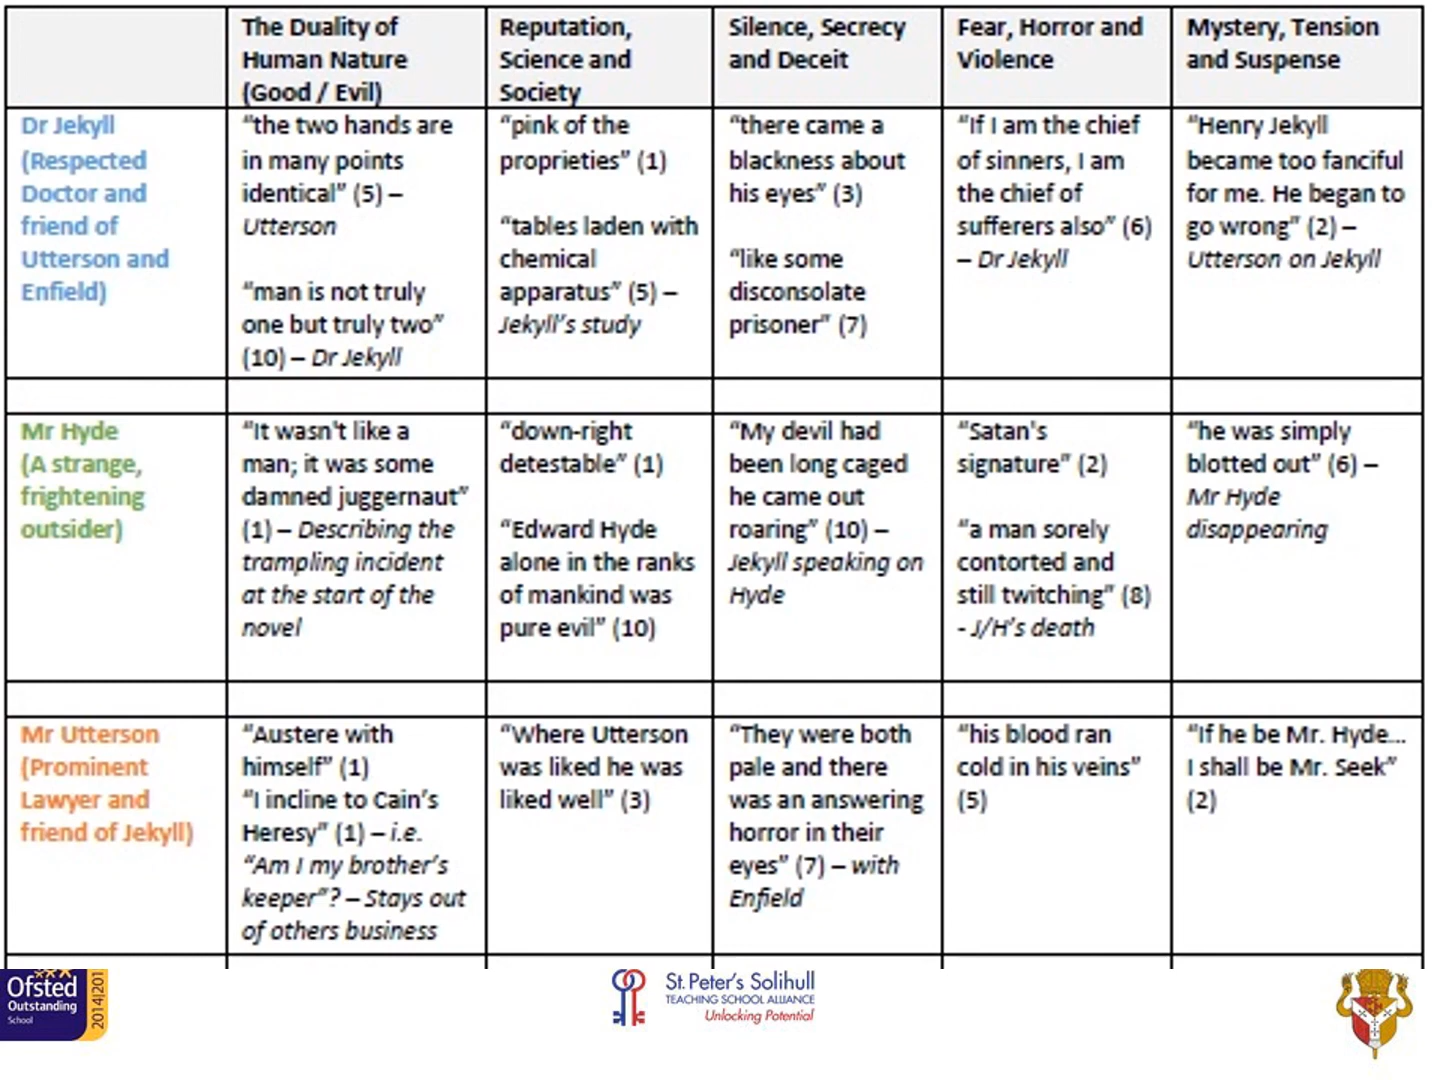 The Duality of
Human Nature
(Good / Evil)
Reputation,
Science and
Society
Silence, Secrecy
and Deceit
Fear, Horror and
Violence
Mystery, Tension
and Suspense
Dr Jekyll
(Respected
Doctor and
friend of
Utterson and
Enfield)
“the two hands are
in many points
identical” (5) –
Utterson
“man is not truly
one but truly two”
(10) – Dr Jekyll
“pink of the
proprieties” (1)
“tables laden with
chemical
apparatus” (5) –
Jekyll’s study
“there came a
blackness about
his eyes” (3)
“like some
disconsolate
prisoner” (7)
“If I am the chief
of sinners, I am
the chief of
sufferers also” (6)
– Dr Jekyll
“Henry Jekyll
became too fanciful
for me. He began to
go wrong” (2) –
Utterson on Jekyll
Mr Hyde
(A strange,
frightening
outsider)
“It wasn't like a
man; it was some
damned juggernaut”
(1) – Describing the
trampling incident
at the start of the
novel
“down-right
detestable” (1)
“Edward Hyde
alone in the ranks
of mankind was
pure evil” (10)
“My devil had
been long caged
he came out
roaring” (10) –
Jekyll speaking on
Hyde
“Satan's
signature” (2)
“a man sorely
contorted and
still twitching” (8)
- J/H’s death
“he was simply
blotted out” (6) –
Mr Hyde
disappearing
Mr Utterson
(Prominent
Lawyer and
friend of Jekyll)
“Austere with
himself” (1)
“I incline to Cain’s
Heresy” (1) – i.e.
“Am I my brother’s
keeper”? – Stays out
of others business
“Where Utterson
was liked he was
liked well” (3)
“They were both
pale and there
was an answering
horror in their
eyes” (7) – with
Enfield
“his blood ran
cold in his veins”
(5)
“If he be Mr. Hyde...
I shall be Mr. Seek”
(2)
Ofsted
Outstanding
School
2014|201
St. Peter's Solihull
TEACHING SCHOOL ALLIANCE
Unlocking Potential